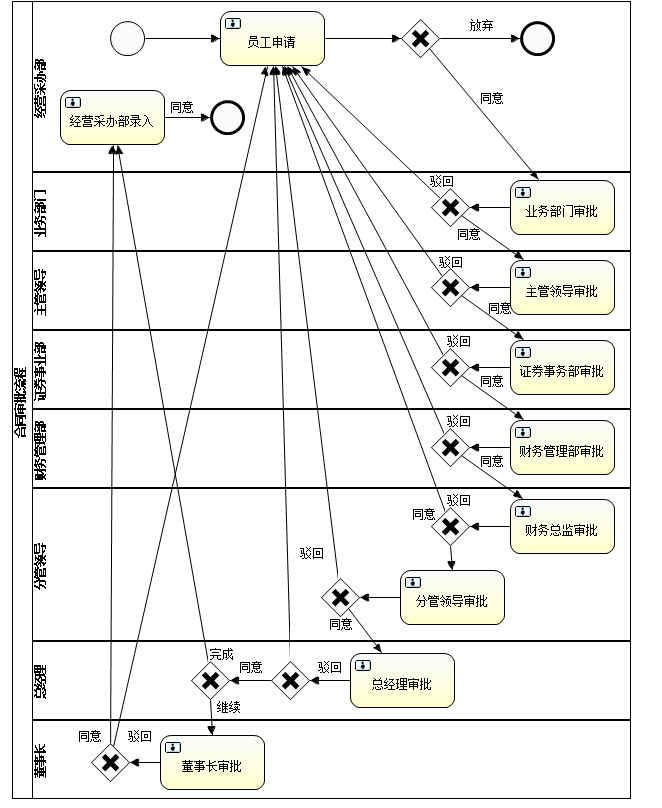 合同审批流程
经营采办部
员工申请
放弃
同意
经营采办部录入
同意
业务部门
驳回
业务部门审批
同意
主管领导
驳回
主管领导审批
同意
证券事业部
驳回
证券事务部审批
同意
财务管理部
驳回
财务管理部审批
同意
分管领导
驳回
同意
财务总监审批
驳回
分管领导审批
同意
总经理
完成
同意
驳回
总经理审批
继续
董事长
同意
驳回
董事长审批